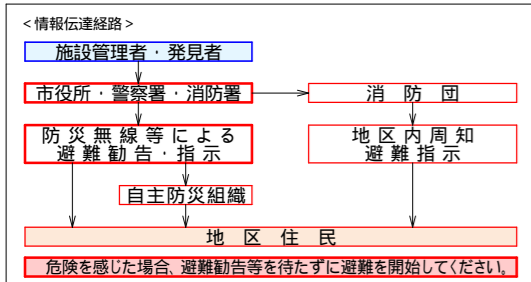 ＜情報伝達経路＞
施設管理者・発見者
市役所・警察署・消防署
消防団
防災無線等による
避難勧告・指示
地区内周知
避難指示
自主防災組織
地区住民
危険を感じた場合、避難勧告等を待たずに避難を開始してください。